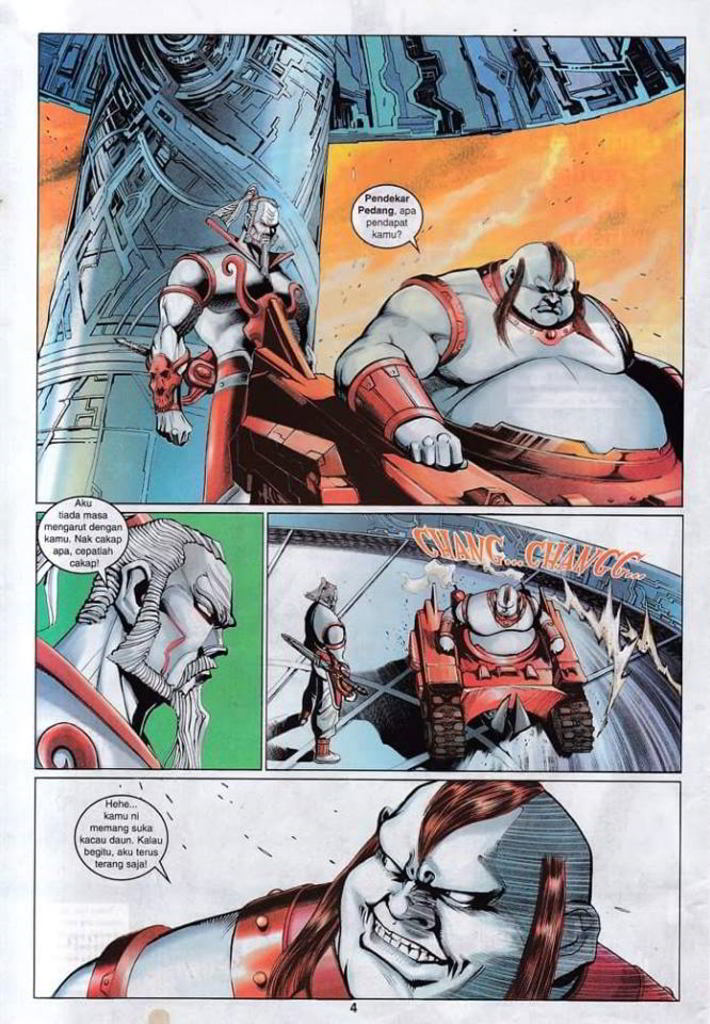 Pendekar
Pedang, apa
pendapat
kamu?
Aku
tiada masa
mengarut dengan
kamu. Nak cakap
apa, cepatlah
cakap!
CHANG... CHANGG...
Hehe...
kamu ni
memang suka
kacau daun. Kalau
begitu, aku terus
terang saja!
4